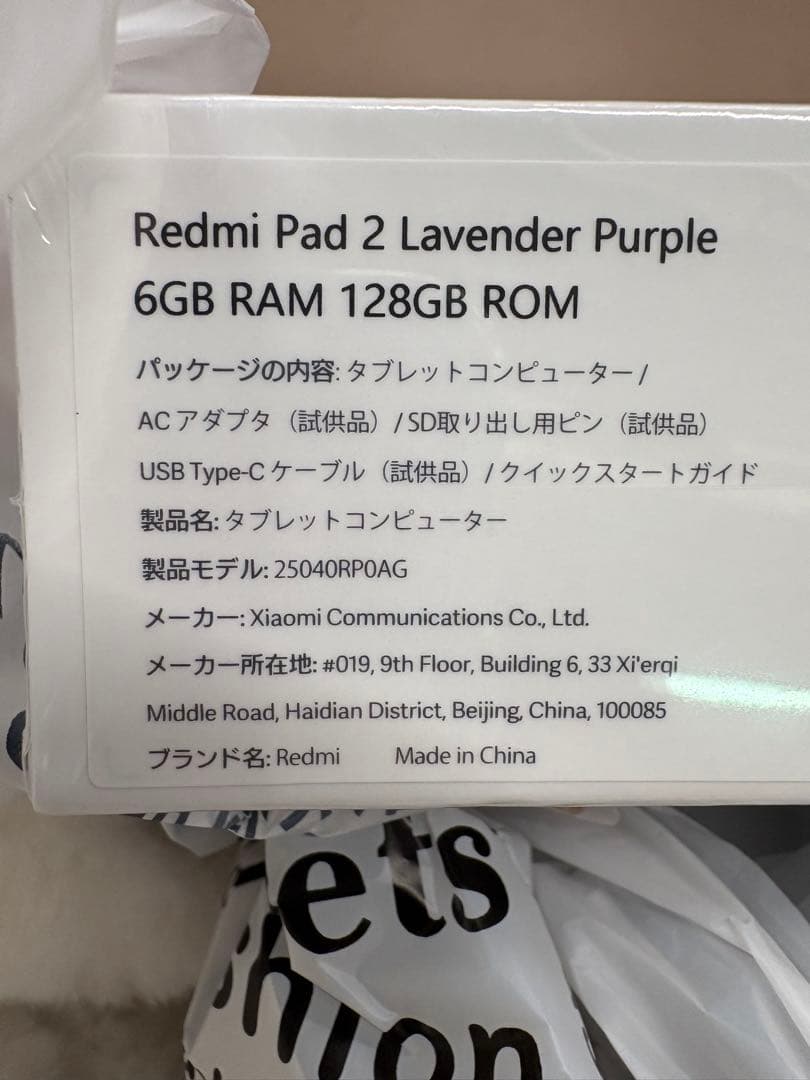 Redmi Pad 2 Lavender Purple
6GB RAM 128GB ROM
パッケージの内容: タブレットコンピューター /
AC アダプタ（試供品）/ SD取り出し用ピン（試供品）
USB Type-C ケーブル（試供品）/ クイックスタートガイド
製品名: タブレットコンピューター
製品モデル: 25040RP0AG
メーカー: Xiaomi Communications Co., Ltd.
メーカー所在地: #019, 9th Floor, Building 6, 33 Xi'erqi
Middle Road, Haidian District, Beijing, China, 100085
ブランド名: Redmi Made in China